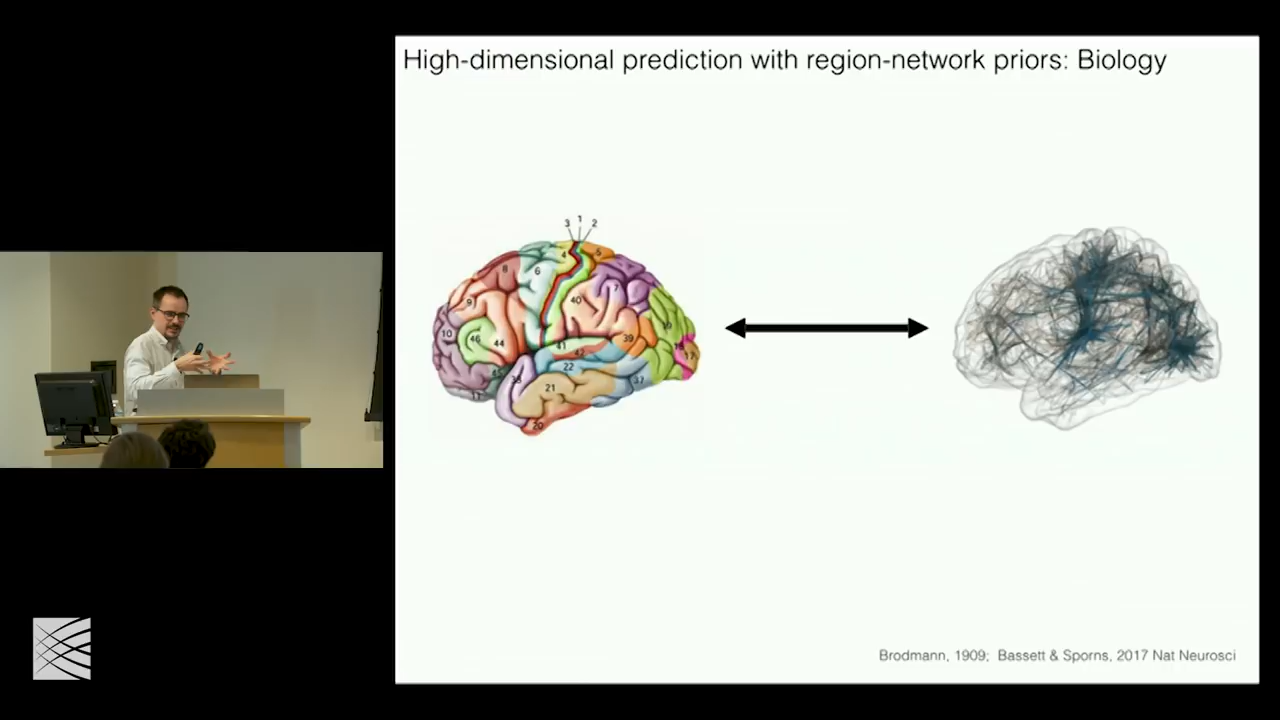 High-dimensional prediction with region-network priors: Biology
3 1 2
4 5
8 6
9 40 7
10 46 44 39 19
41 18 17
42
45 22
38 21 37
11
20
Brodmann, 1909; Bassett & Sporns, 2017 Nat Neurosci